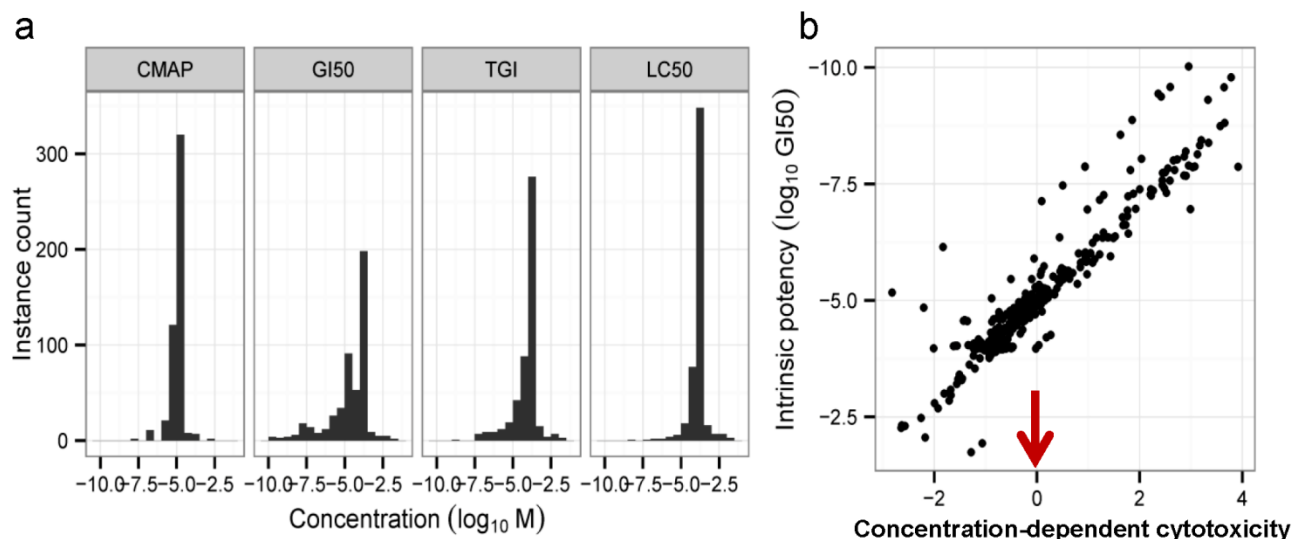 a
CMAP GI50 TGI LC50
300
200
100
0
Instance count
−10.0 −7.5 −5.0 −2.5 −10.0 −7.5 −5.0 −2.5 −10.0 −7.5 −5.0 −2.5 −10.0 −7.5 −5.0 −2.5
Concentration (log₁₀ M)
b
−10.0
−7.5
−5.0
−2.5
Intrinsic potency (log₁₀ GI50)
−2 0 2 4
Concentration-dependent cytotoxicity